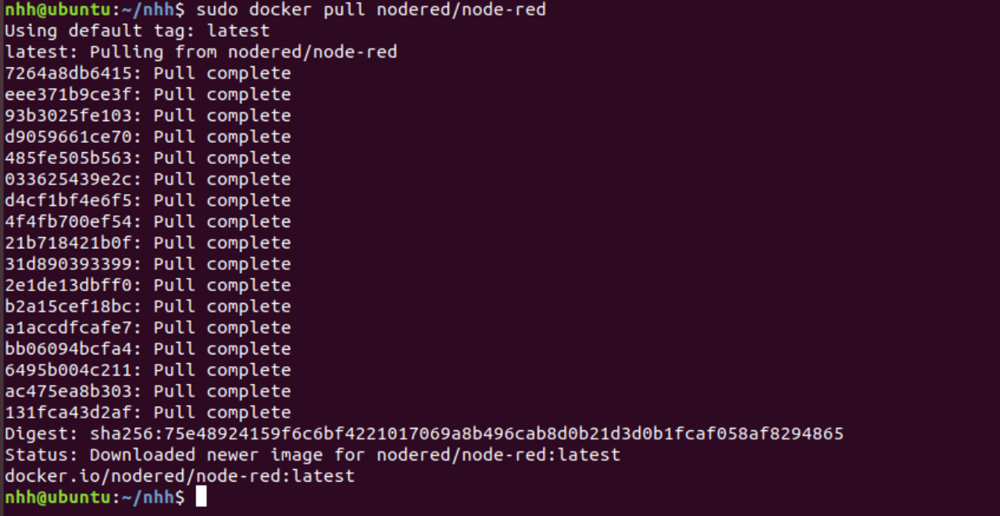 nhh@ubuntu:~/nhh$ sudo docker pull nodered/node-red
Using default tag: latest
latest: Pulling from nodered/node-red
7264a8db6415: Pull complete
eee371b9ce3f: Pull complete
93b3025fe103: Pull complete
d9059661ce70: Pull complete
485fe505b563: Pull complete
033625439e2c: Pull complete
d4cf1bf4e6f5: Pull complete
4f4fb700ef54: Pull complete
21b718421b0f: Pull complete
31d890393399: Pull complete
2e1de13dbff0: Pull complete
b2a15cef18bc: Pull complete
a1accdfcafe7: Pull complete
bb06094bcfa4: Pull complete
6495b004c211: Pull complete
ac475ea8b303: Pull complete
131fca43d2af: Pull complete
Digest: sha256:75e48924159f6c6bf4221017069a8b496cab8d0b21d3d0b1fcaf058af8294865
Status: Downloaded newer image for nodered/node-red:latest
docker.io/nodered/node-red:latest
nhh@ubuntu:~/nhh$